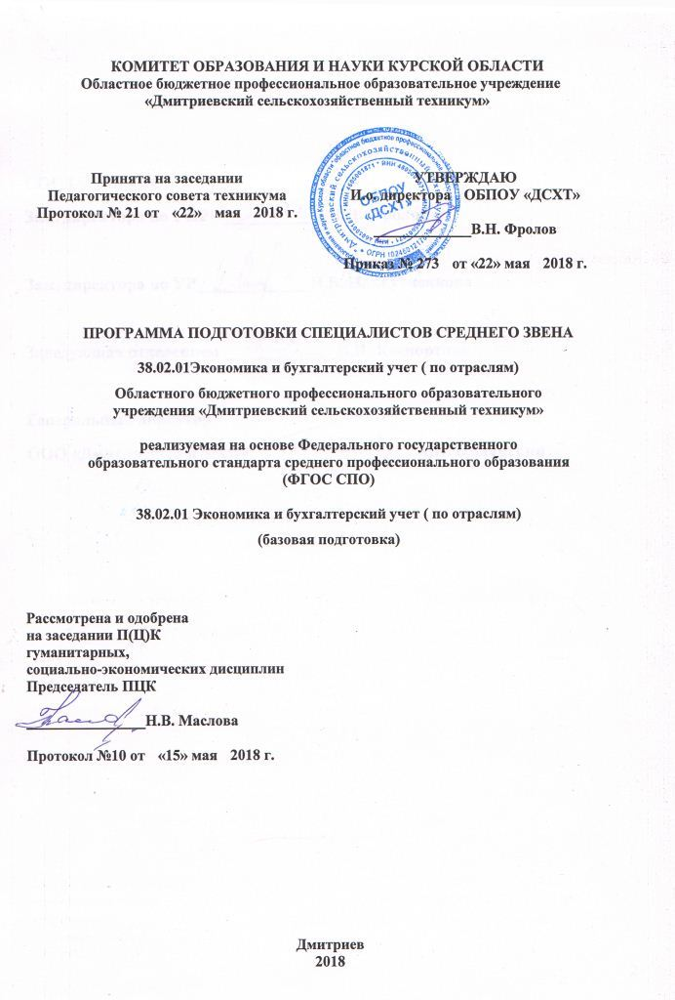 КОМИТЕТ ОБРАЗОВАНИЯ И НАУКИ КУРСКОЙ ОБЛАСТИ
Областное бюджетное профессиональное образовательное учреждение
«Дмитриевский сельскохозяйственный техникум»
Принята на заседании
Педагогического совета техникума
Протокол № 21 от «22» мая 2018 г.
УТВЕРЖДАЮ
И.о. директора ОБПОУ «ДСХТ»
В.Н. Фролов
Приказ № 273 от «22» мая 2018 г.
ОБПОУ
«ДСХТ»
ПРОГРАММА ПОДГОТОВКИ СПЕЦИАЛИСТОВ СРЕДНЕГО ЗВЕНА
38.02.01Экономика и бухгалтерский учет ( по отраслям)
Областного бюджетного профессионального образовательного
учреждения «Дмитриевский сельскохозяйственный техникум»
реализуемая на основе Федерального государственного
образовательного стандарта среднего профессионального образования
(ФГОС СПО)
38.02.01 Экономика и бухгалтерский учет ( по отраслям)
(базовая подготовка)
Рассмотрена и одобрена
на заседании П(Ц)К
гуманитарных,
социально-экономических дисциплин
Председатель ПЦК
Н.В. Маслова
Протокол №10 от «15» мая 2018 г.
Дмитриев
2018